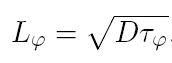 L_φ = √(Dτ_φ).